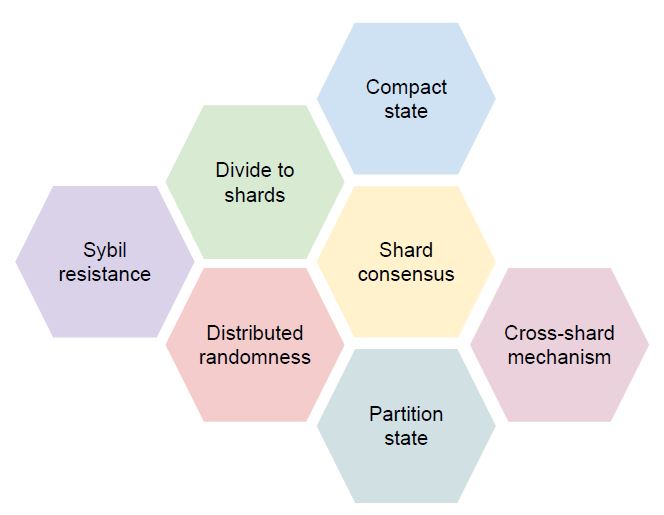 Compact
state
Divide to
shards
Sybil
resistance
Shard
consensus
Distributed
randomness
Cross-shard
mechanism
Partition
state